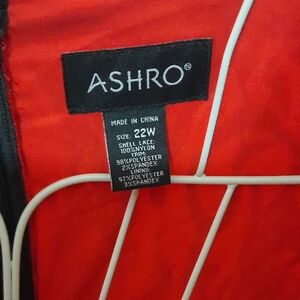 ASHRO®
MADE IN CHINA
SIZE: 22W
SHELL LACE:
100%NYLON
TRIM:
98%POLYESTER
2%SPANDEX
LINING:
97%POLYESTER
3%SPANDEX